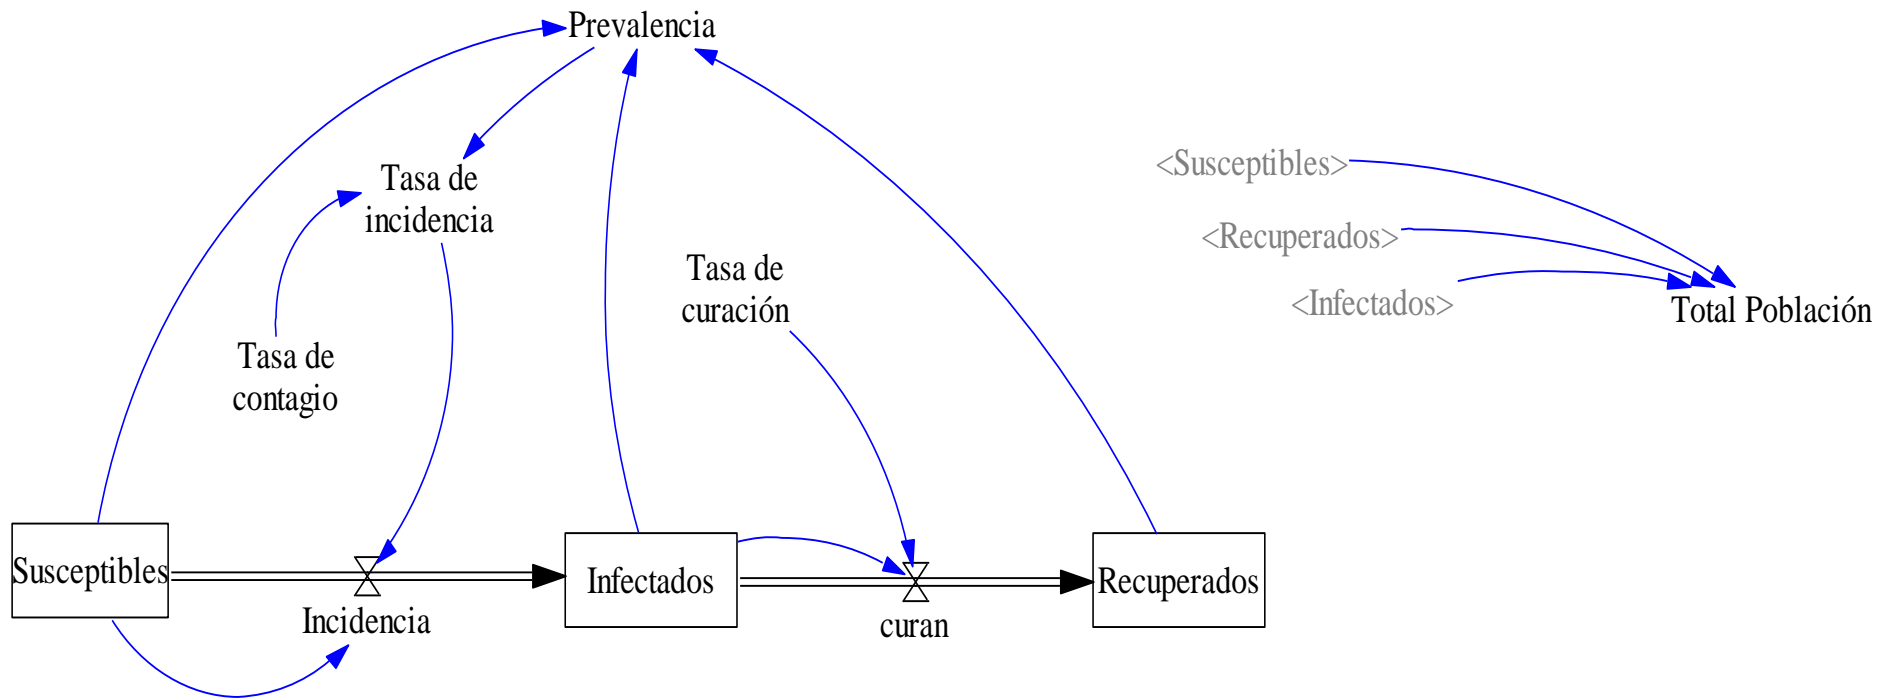 Prevalencia
Tasa de
incidencia
Tasa de
contagio
Tasa de
curación
<Susceptibles>
<Recuperados>
<Infectados>
Total Población
Susceptibles
Incidencia
Infectados
curan
Recuperados